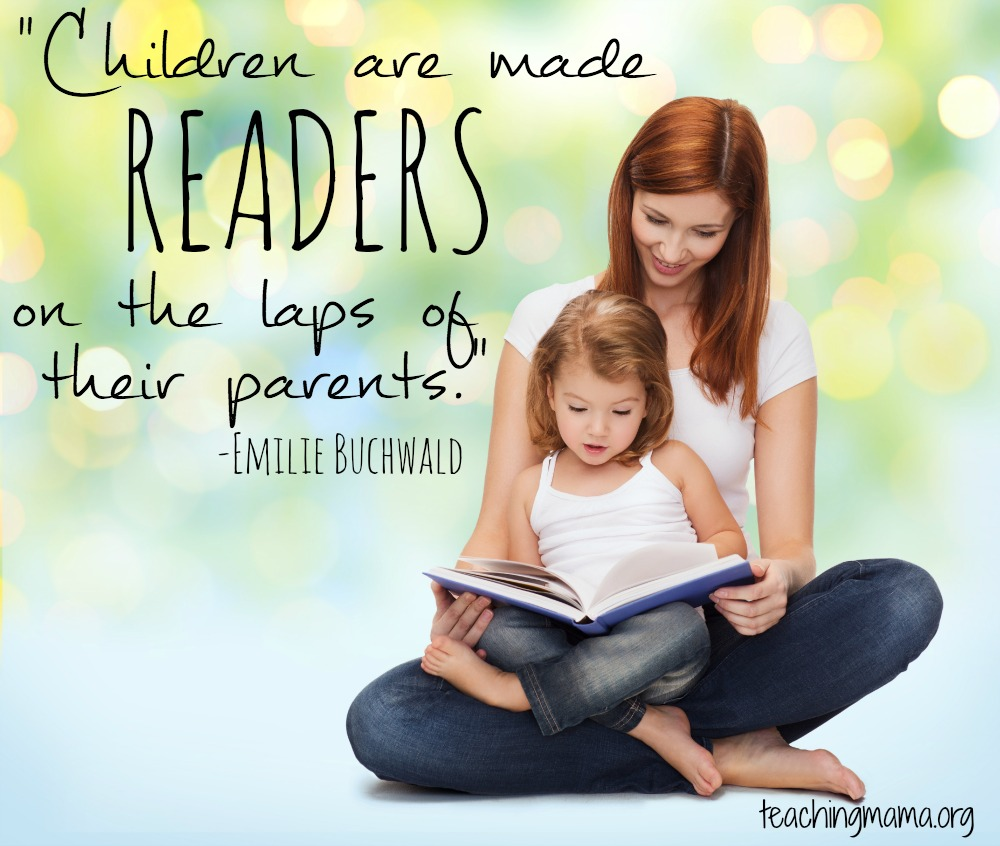 "Children are made
READERS
on the laps of
their parents."
-EMILIE BUCHWALD
teachingmama.org